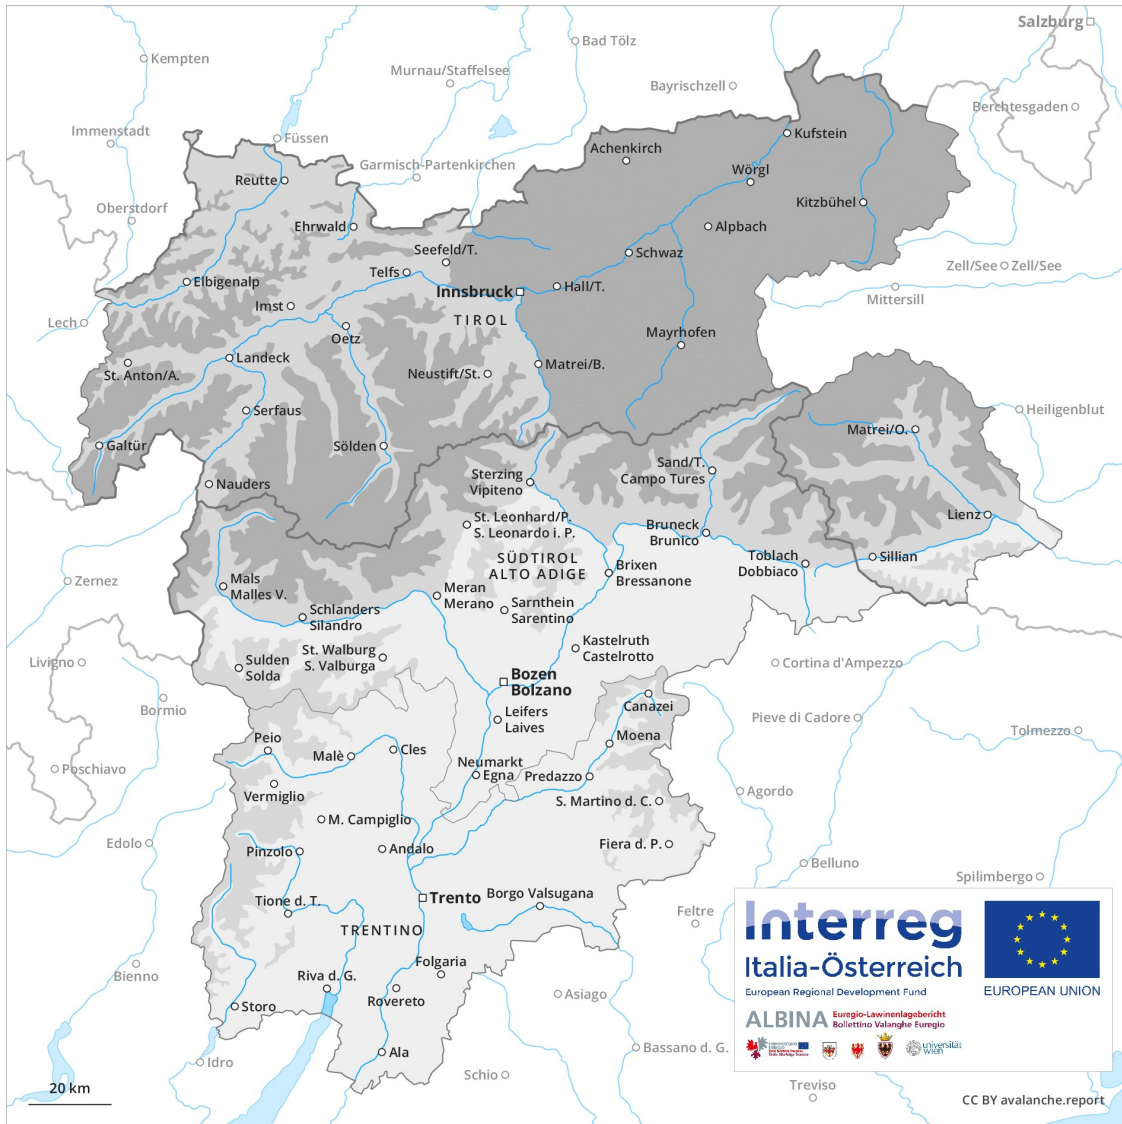 Salzburg
Bad Tölz
Kempten
Murnau/Staffelsee
Bayrischzell
Berchtesgaden
Immenstadt
Füssen
Kufstein
Achenkirch
Garmisch-Partenkirchen
Wörgl
Reutte
Kitzbühel
Oberstdorf
Ehrwald
Alpbach
Seefeld/T.
Schwaz
Telfs
Zell/See
Zell/See
Elbigenalp
Innsbruck
Hall/T.
Mittersill
Imst
TIROL
Lech
Oetz
Mayrhofen
Landeck
Matrei/B.
St. Anton/A.
Neustift/St.
Serfaus
Heiligenblut
Matrei/O.
Galtür
Sölden
Sand/T.
Campo Tures
Sterzing
Vipiteno
Nauders
Lienz
St. Leonhard/P.
S. Leonardo i. P.
Bruneck
Brunico
SÜDTIROL
ALTO ADIGE
Toblach
Dobbiaco
Sillian
Brixen
Bressanone
Zernez
Mals
Malles V.
Meran
Merano
Sarnthein
Sarentino
Schlanders
Silandro
Kastelruth
Castelrotto
St. Walburg
S. Valburga
Livigno
Sulden
Solda
Cortina d'Ampezzo
Bozen
Bolzano
Canazei
Bormio
Leifers
Laives
Pieve di Cadore
Tolmezzo
Peio
Moena
Malè
Cles
Neumarkt
Egna
Predazzo
Poschiavo
Vermiglio
Agordo
S. Martino d. C.
M. Campiglio
Edolo
Pinzolo
Andalo
Fiera d. P.
Belluno
Spilimbergo
Tione d. T.
Trento
Borgo Valsugana
Feltre
TRENTINO
Interreg
Italia-Österreich
European Regional Development Fund
EUROPEAN UNION
Folgaria
Bienno
Riva d. G.
Rovereto
Asiago
Storo
ALBINA
Euregio-Lawinenlagebericht
Bollettino Valanghe Euregio
universität
wien
Ala
Bassano d. G.
Idro
Schio
Treviso
20 km
CC BY avalanche.report